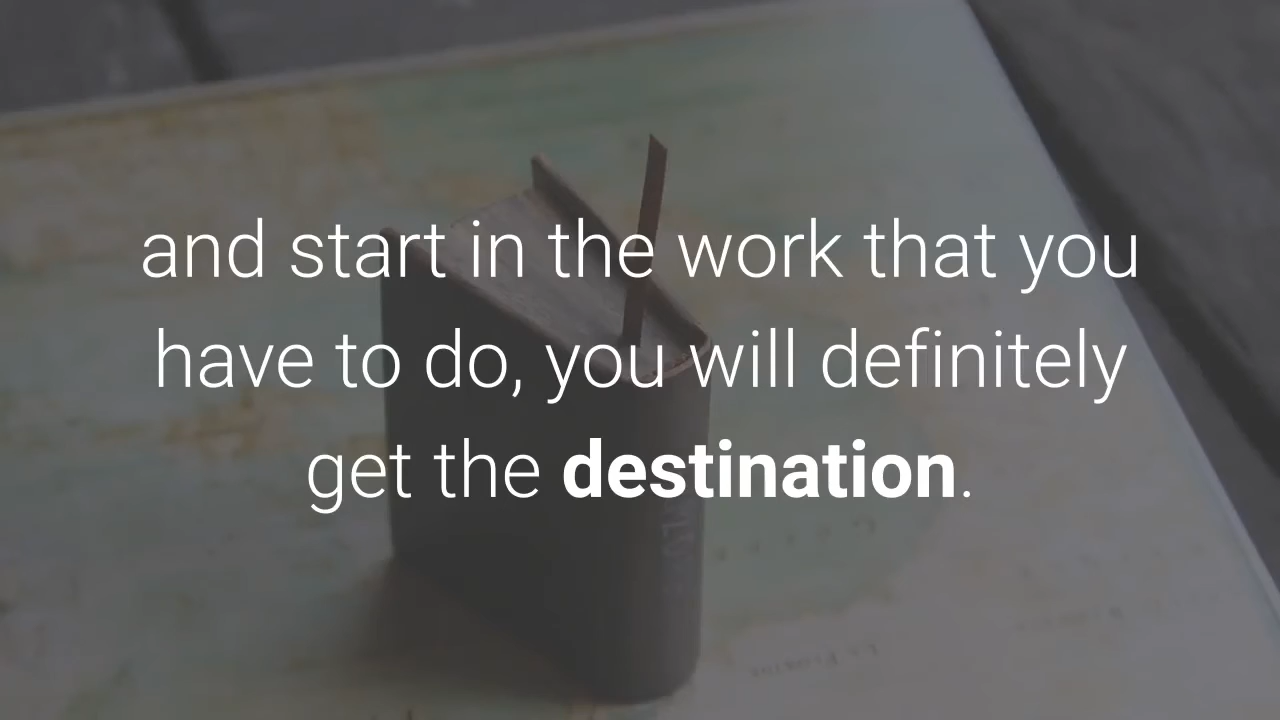 and start in the work that you
have to do, you will definitely
get the destination.